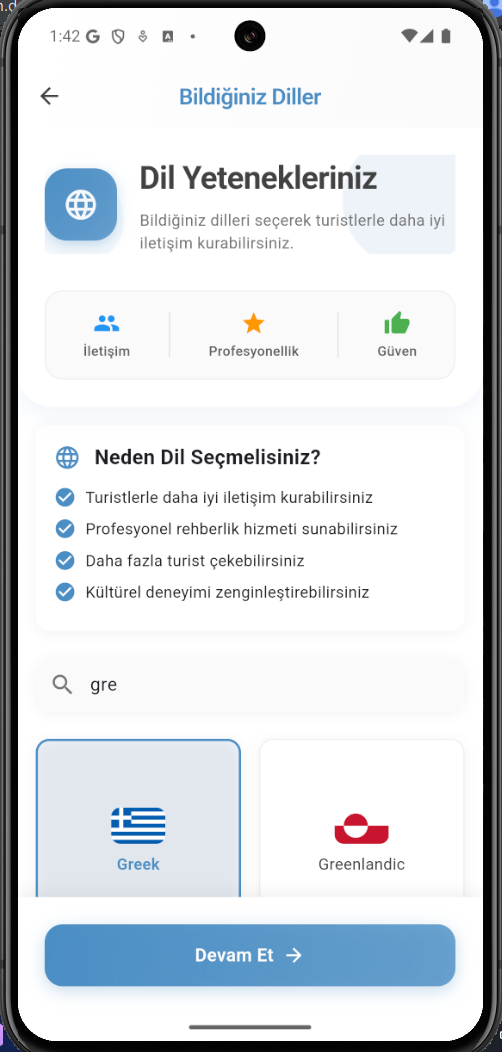 1:42
Bildiğiniz Diller
Dil Yetenekleriniz
Bildiğiniz dilleri seçerek turistlerle daha iyi
iletişim kurabilirsiniz.
İletişim
Profesyonellik
Güven
Neden Dil Seçmelisiniz?
Turistlerle daha iyi iletişim kurabilirsiniz
Profesyonel rehberlik hizmeti sunabilirsiniz
Daha fazla turist çekebilirsiniz
Kültürel deneyimi zenginleştirebilirsiniz
gre
Greek
Greenlandic
Devam Et